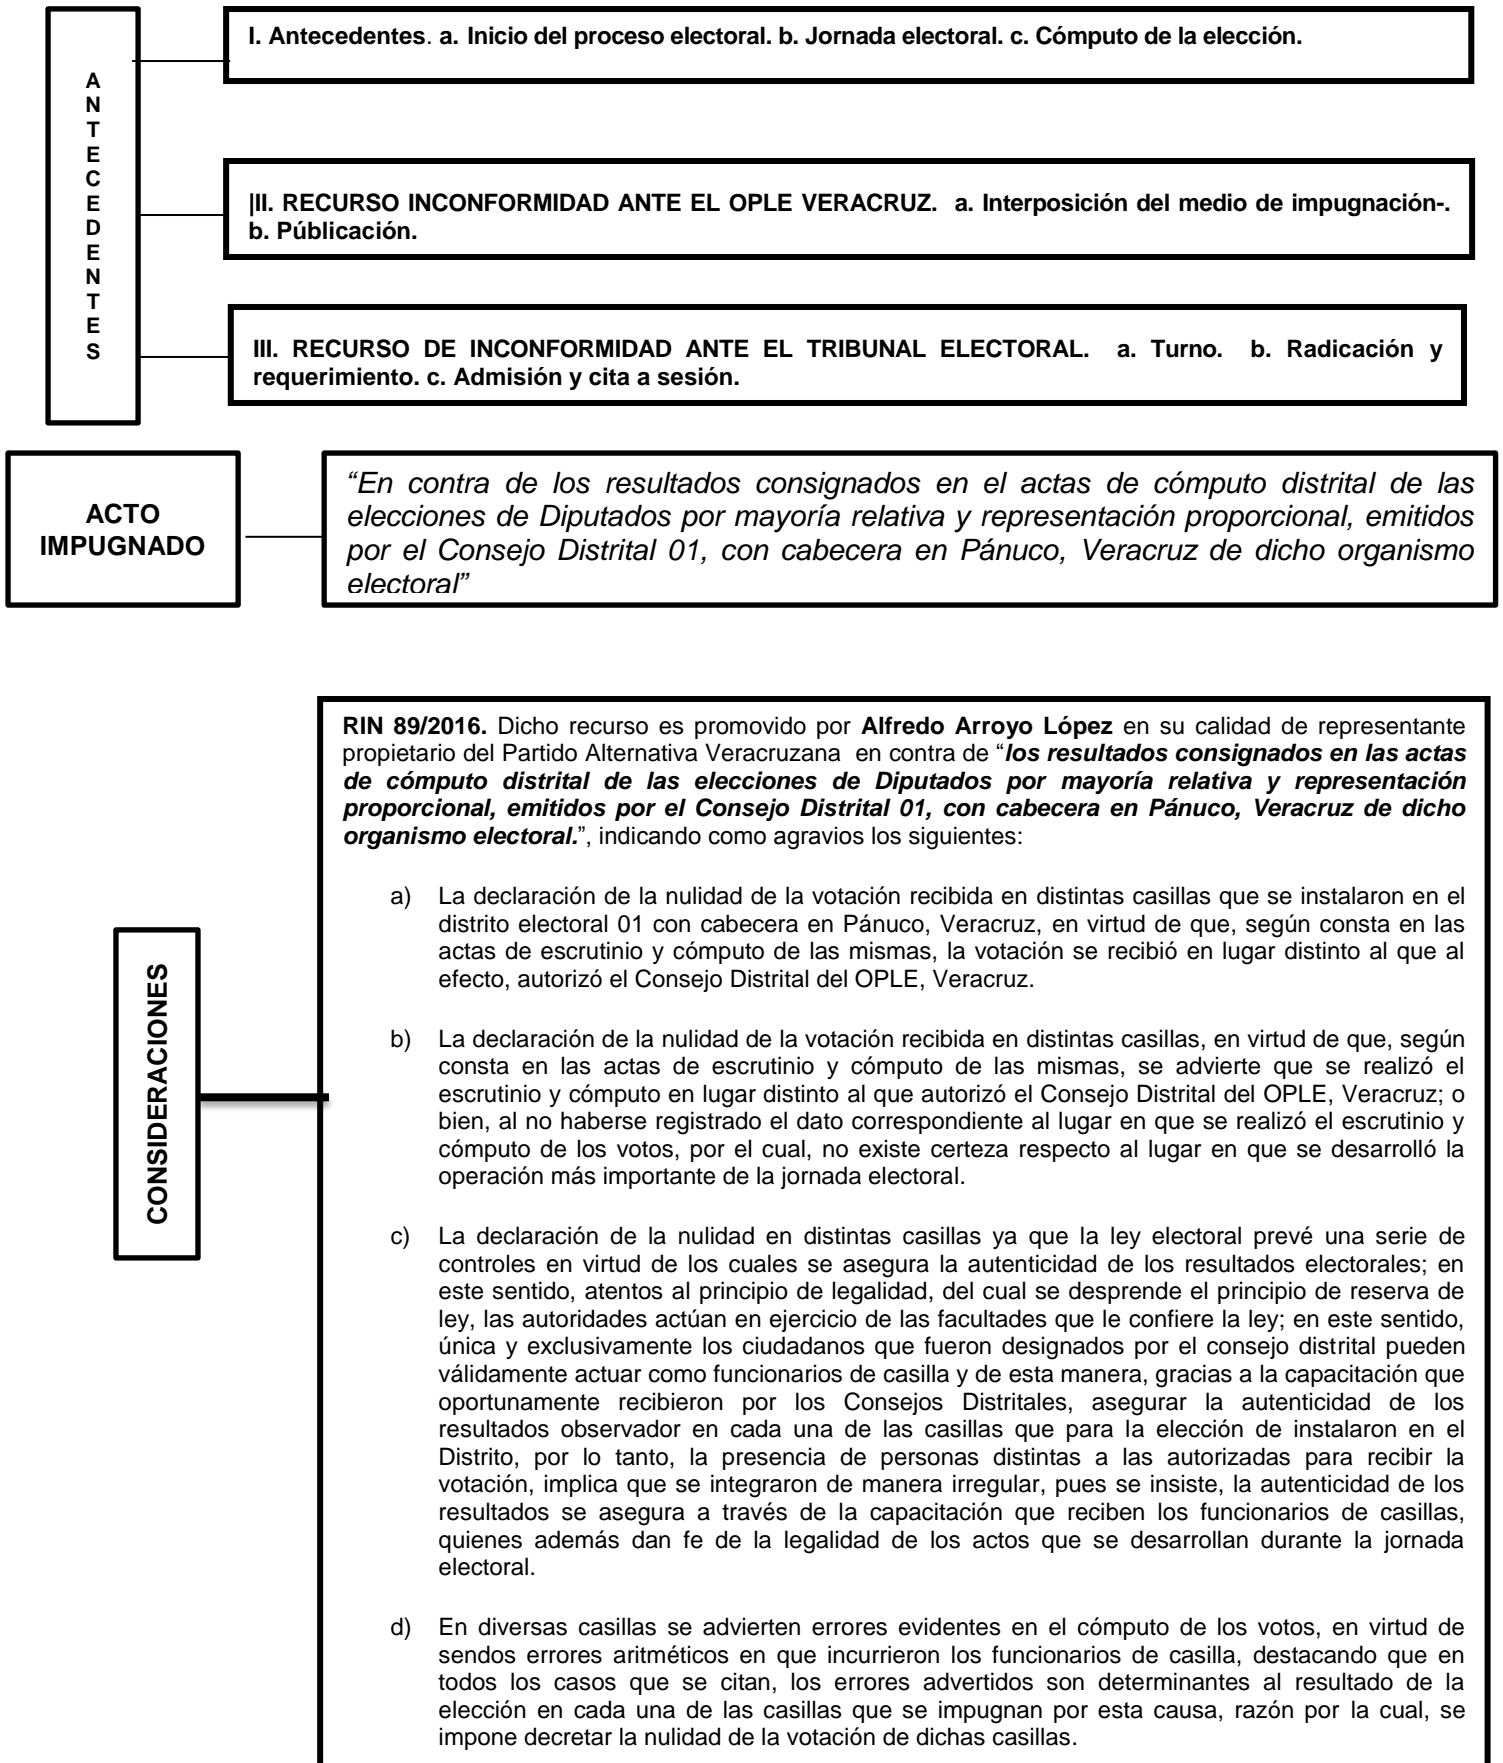 ANTECEDENTES
I. Antecedentes. a. Inicio del proceso electoral. b. Jornada electoral. c. Cómputo de la elección.
|II. RECURSO INCONFORMIDAD ANTE EL OPLE VERACRUZ. a. Interposición del medio de impugnación-.
b. Públicación.
III. RECURSO DE INCONFORMIDAD ANTE EL TRIBUNAL ELECTORAL. a. Turno. b. Radicación y
requerimiento. c. Admisión y cita a sesión.
ACTO
IMPUGNADO
“En contra de los resultados consignados en el actas de cómputo distrital de las
elecciones de Diputados por mayoría relativa y representación proporcional, emitidos
por el Consejo Distrital 01, con cabecera en Pánuco, Veracruz de dicho organismo
electoral”
CONSIDERACIONES
RIN 89/2016. Dicho recurso es promovido por Alfredo Arroyo López en su calidad de representante
propietario del Partido Alternativa Veracruzana en contra de “los resultados consignados en las actas
de cómputo distrital de las elecciones de Diputados por mayoría relativa y representación
proporcional, emitidos por el Consejo Distrital 01, con cabecera en Pánuco, Veracruz de dicho
organismo electoral.”, indicando como agravios los siguientes:
a) La declaración de la nulidad de la votación recibida en distintas casillas que se instalaron en el
distrito electoral 01 con cabecera en Pánuco, Veracruz, en virtud de que, según consta en las
actas de escrutinio y cómputo de las mismas, la votación se recibió en lugar distinto al que al
efecto, autorizó el Consejo Distrital del OPLE, Veracruz.
b) La declaración de la nulidad de la votación recibida en distintas casillas, en virtud de que, según
consta en las actas de escrutinio y cómputo de las mismas, se advierte que se realizó el
escrutinio y cómputo en lugar distinto al que autorizó el Consejo Distrital del OPLE, Veracruz; o
bien, al no haberse registrado el dato correspondiente al lugar en que se realizó el escrutinio y
cómputo de los votos, por el cual, no existe certeza respecto al lugar en que se desarrolló la
operación más importante de la jornada electoral.
c) La declaración de la nulidad en distintas casillas ya que la ley electoral prevé una serie de
controles en virtud de los cuales se asegura la autenticidad de los resultados electorales; en
este sentido, atentos al principio de legalidad, del cual se desprende el principio de reserva de
ley, las autoridades actúan en ejercicio de las facultades que le confiere la ley; en este sentido,
única y exclusivamente los ciudadanos que fueron designados por el consejo distrital pueden
válidamente actuar como funcionarios de casilla y de esta manera, gracias a la capacitación que
oportunamente recibieron por los Consejos Distritales, asegurar la autenticidad de los
resultados observador en cada una de las casillas que para la elección de instalaron en el
Distrito, por lo tanto, la presencia de personas distintas a las autorizadas para recibir la
votación, implica que se integraron de manera irregular, pues se insiste, la autenticidad de los
resultados se asegura a través de la capacitación que reciben los funcionarios de casillas,
quienes además dan fe de la legalidad de los actos que se desarrollan durante la jornada
electoral.
d) En diversas casillas se advierten errores evidentes en el cómputo de los votos, en virtud de
sendos errores aritméticos en que incurrieron los funcionarios de casilla, destacando que en
todos los casos que se citan, los errores advertidos son determinantes al resultado de la
elección en cada una de las casillas que se impugnan por esta causa, razón por la cual, se
impone decretar la nulidad de la votación de dichas casillas.